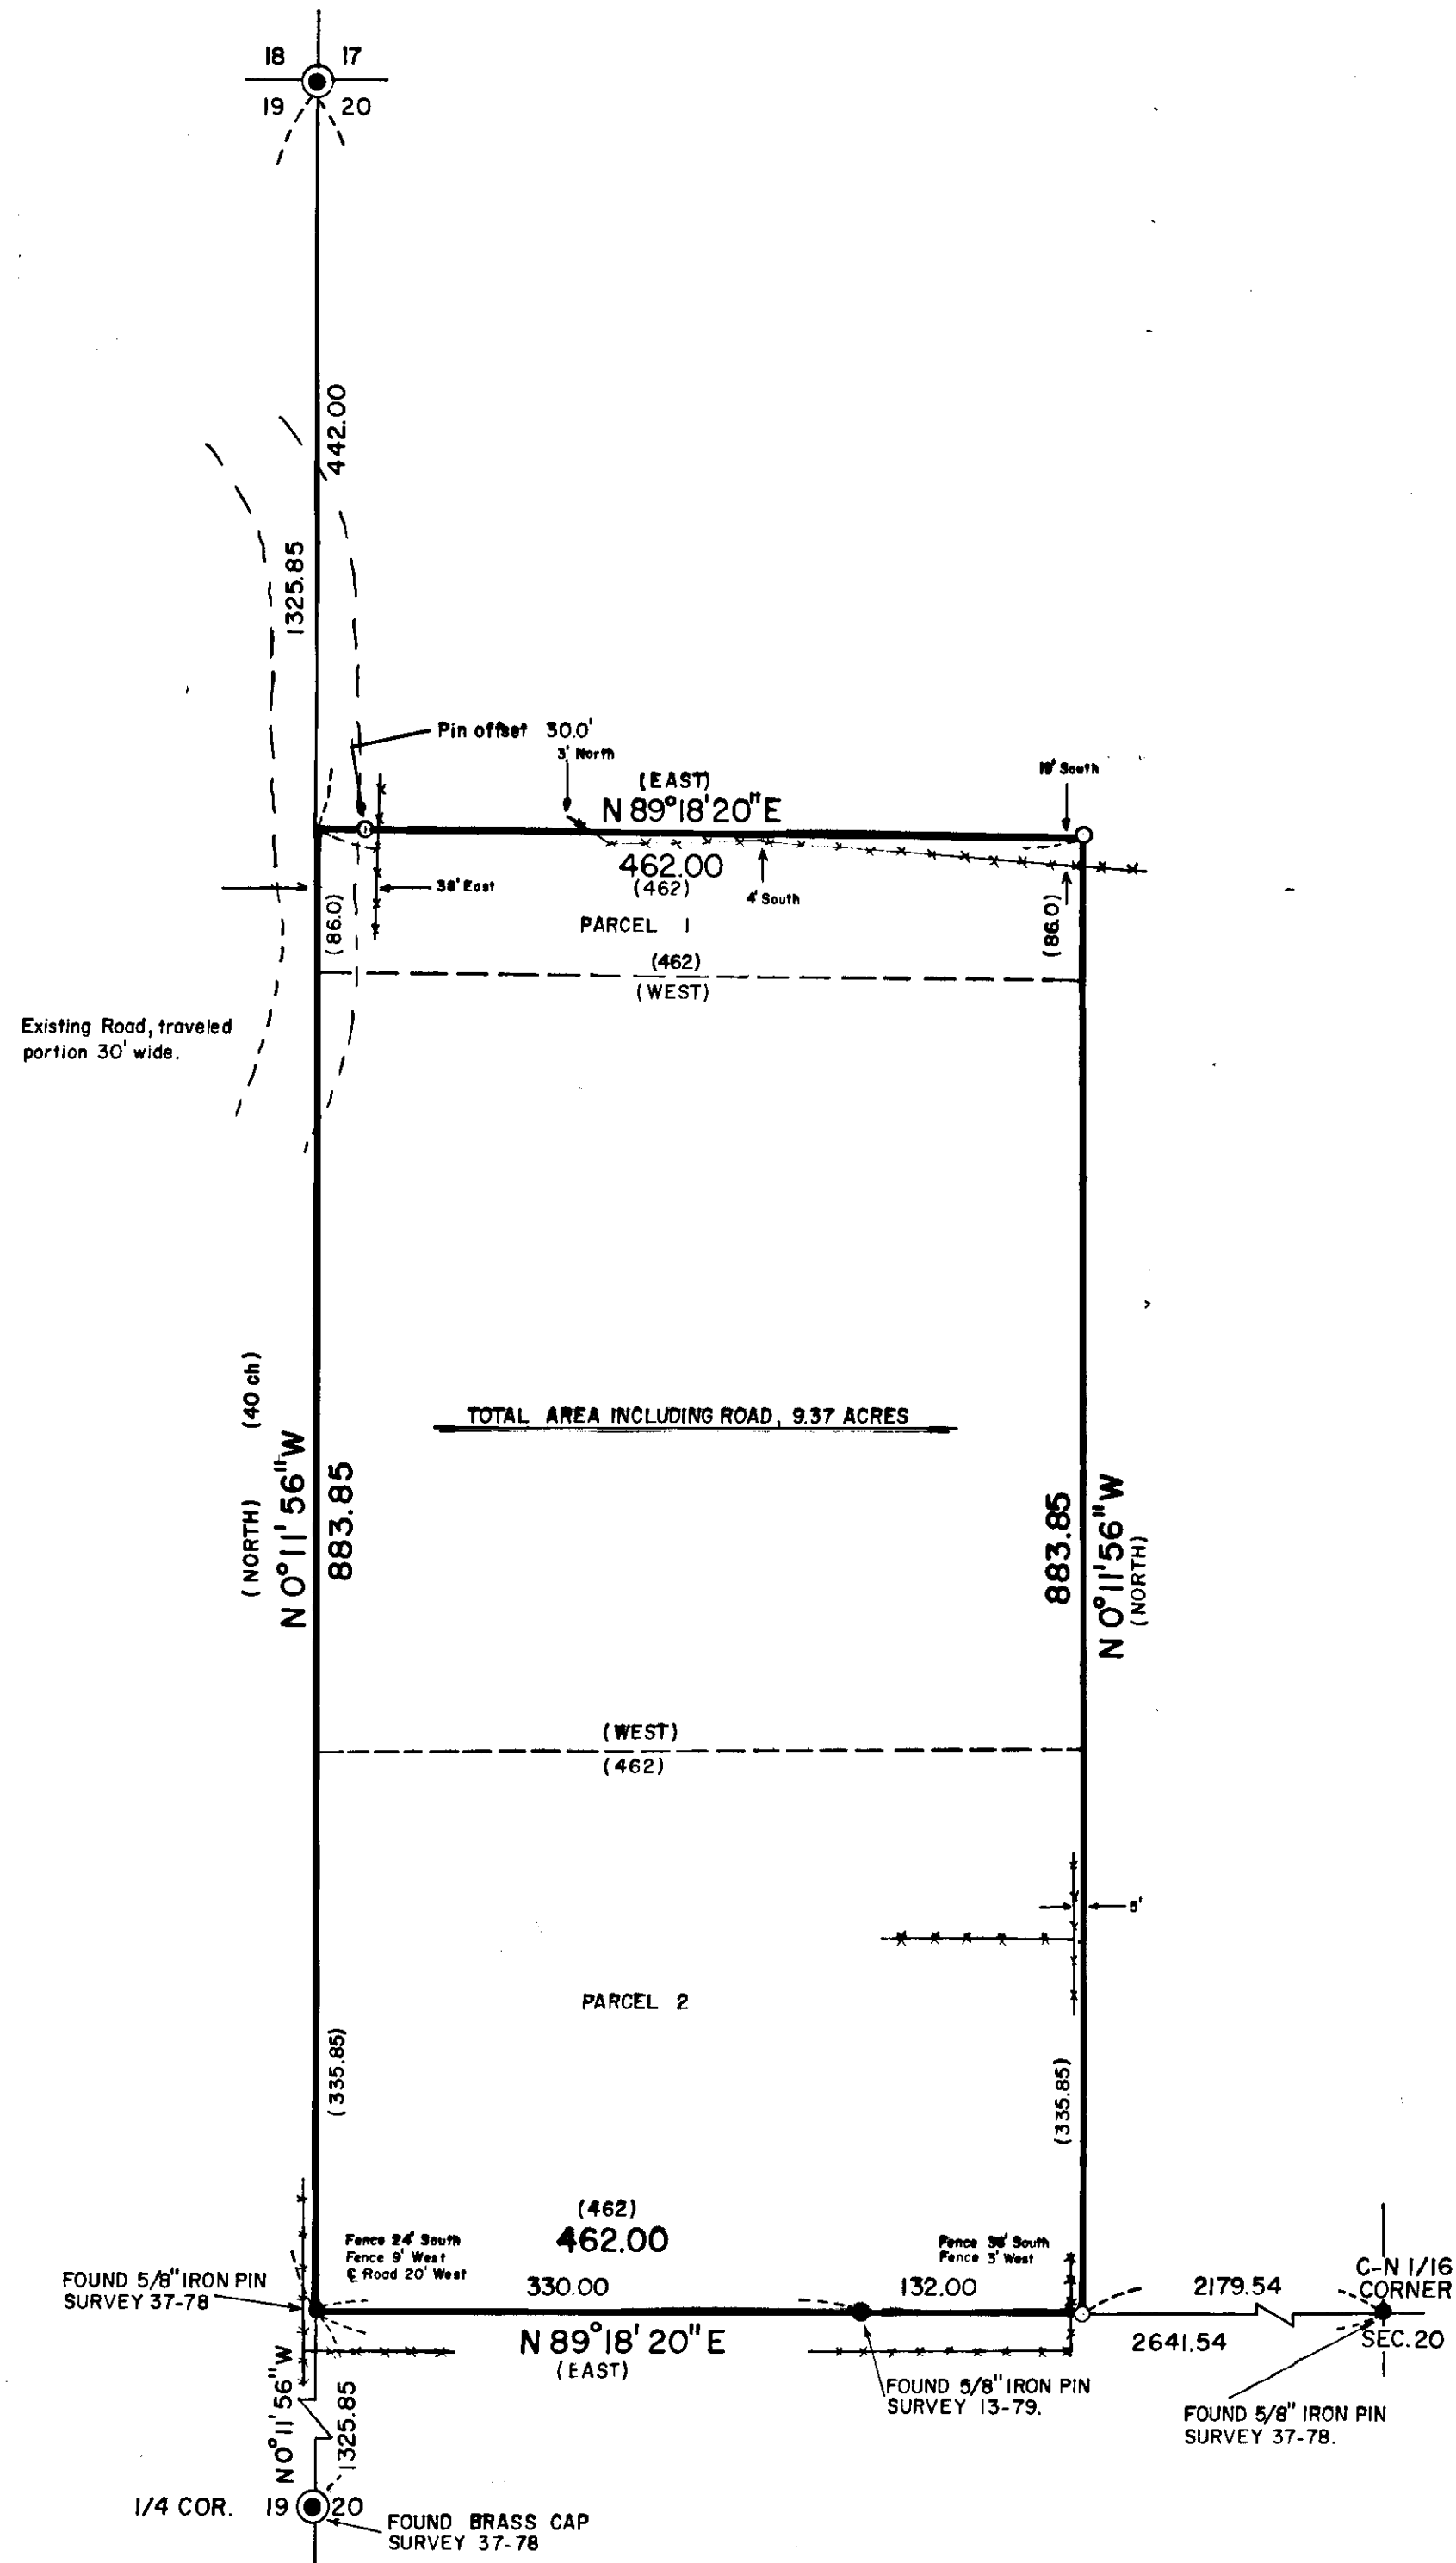 18 17
19 20
442.00
1325.85
Pin offset 30.0'
3' North
(EAST)
N 89°18'20"E
462.00
(462)
4' South
38' East
(86.0)
(86.0)
PARCEL 1
(462)
(WEST)
Existing Road, traveled
portion 30' wide.
TOTAL AREA INCLUDING ROAD, 9.37 ACRES
(40 ch)
(NORTH)
N 0°11'56"W
883.85
883.85
N 0°11'56"W
(NORTH)
(WEST)
(462)
5'
PARCEL 2
(335.85)
(335.85)
(462)
462.00
Fence 24' South
Fence 9' West
℄ Road 20' West
Fence 38' South
Fence 3' West
330.00
132.00
2179.54
C-N 1/16
CORNER
FOUND 5/8" IRON PIN
SURVEY 37-78
N 89°18'20"E
(EAST)
2641.54
SEC. 20
FOUND 5/8" IRON PIN
SURVEY 13-79.
FOUND 5/8" IRON PIN
SURVEY 37-78.
N 0°11'56"W
1325.85
1/4 COR. 19 20
FOUND BRASS CAP
SURVEY 37-78